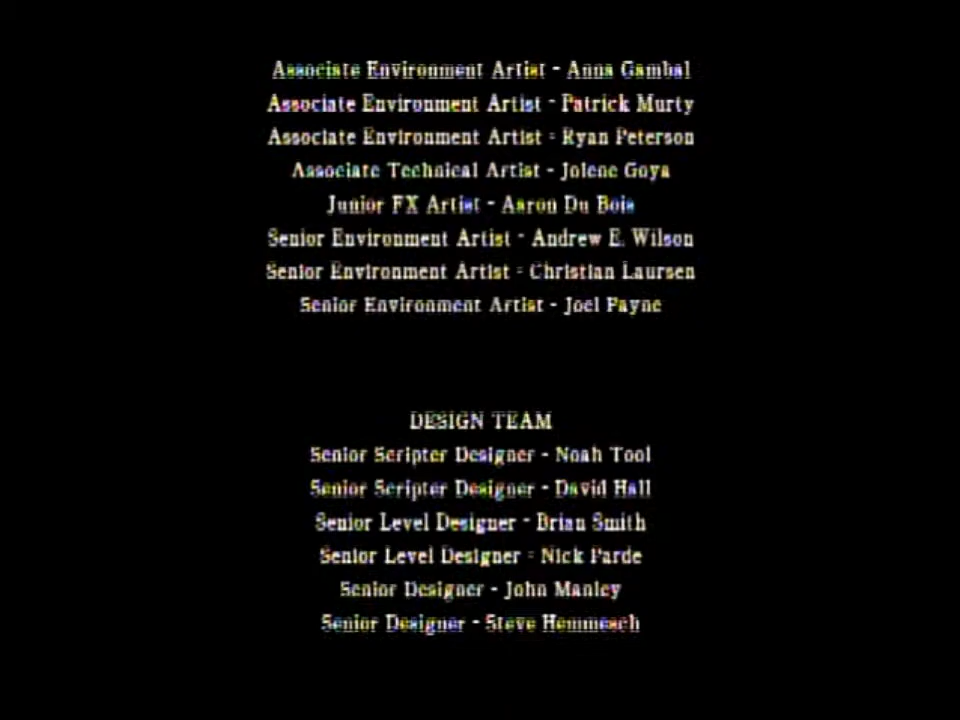 Associate Environment Artist - Anna Gambal
Associate Environment Artist - Patrick Murty
Associate Environment Artist - Ryan Peterson
Associate Technical Artist - Jolene Goya
Junior FX Artist - Aaron Du Bois
Senior Environment Artist - Andrew E. Wilson
Senior Environment Artist - Christian Laursen
Senior Environment Artist - Joel Payne
DESIGN TEAM
Senior Scripter Designer - Noah Tool
Senior Scripter Designer - David Hall
Senior Level Designer - Brian Smith
Senior Level Designer - Nick Parde
Senior Designer - John Manley
Senior Designer - Steve Hemmesch